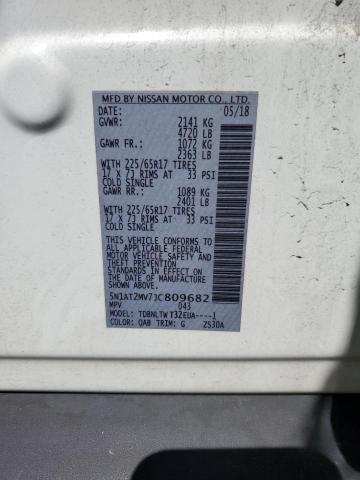 MFD BY NISSAN MOTOR CO., LTD.
DATE: 05/18
GVWR: 2141 KG
4720 LB
GAWR FR.: 1072 KG
2363 LB
WITH 225/65R17 TIRES
17 X 7J RIMS AT 33 PSI
COLD SINGLE
GAWR RR.: 1089 KG
2401 LB
WITH 225/65R17 TIRES
17 X 7J RIMS AT 33 PSI
COLD SINGLE
THIS VEHICLE CONFORMS TO ALL
APPLICABLE U.S. FEDERAL
MOTOR VEHICLE SAFETY AND
THEFT PREVENTION STANDARDS
IN EFFECT ON THE DATE OF
MANUFACTURE SHOWN ABOVE.
5N1AT2MV7JC809682
MPV 043
MODEL: TDBNLTWT32EUA----1
COLOR: QAB TRIM: G 2S30A